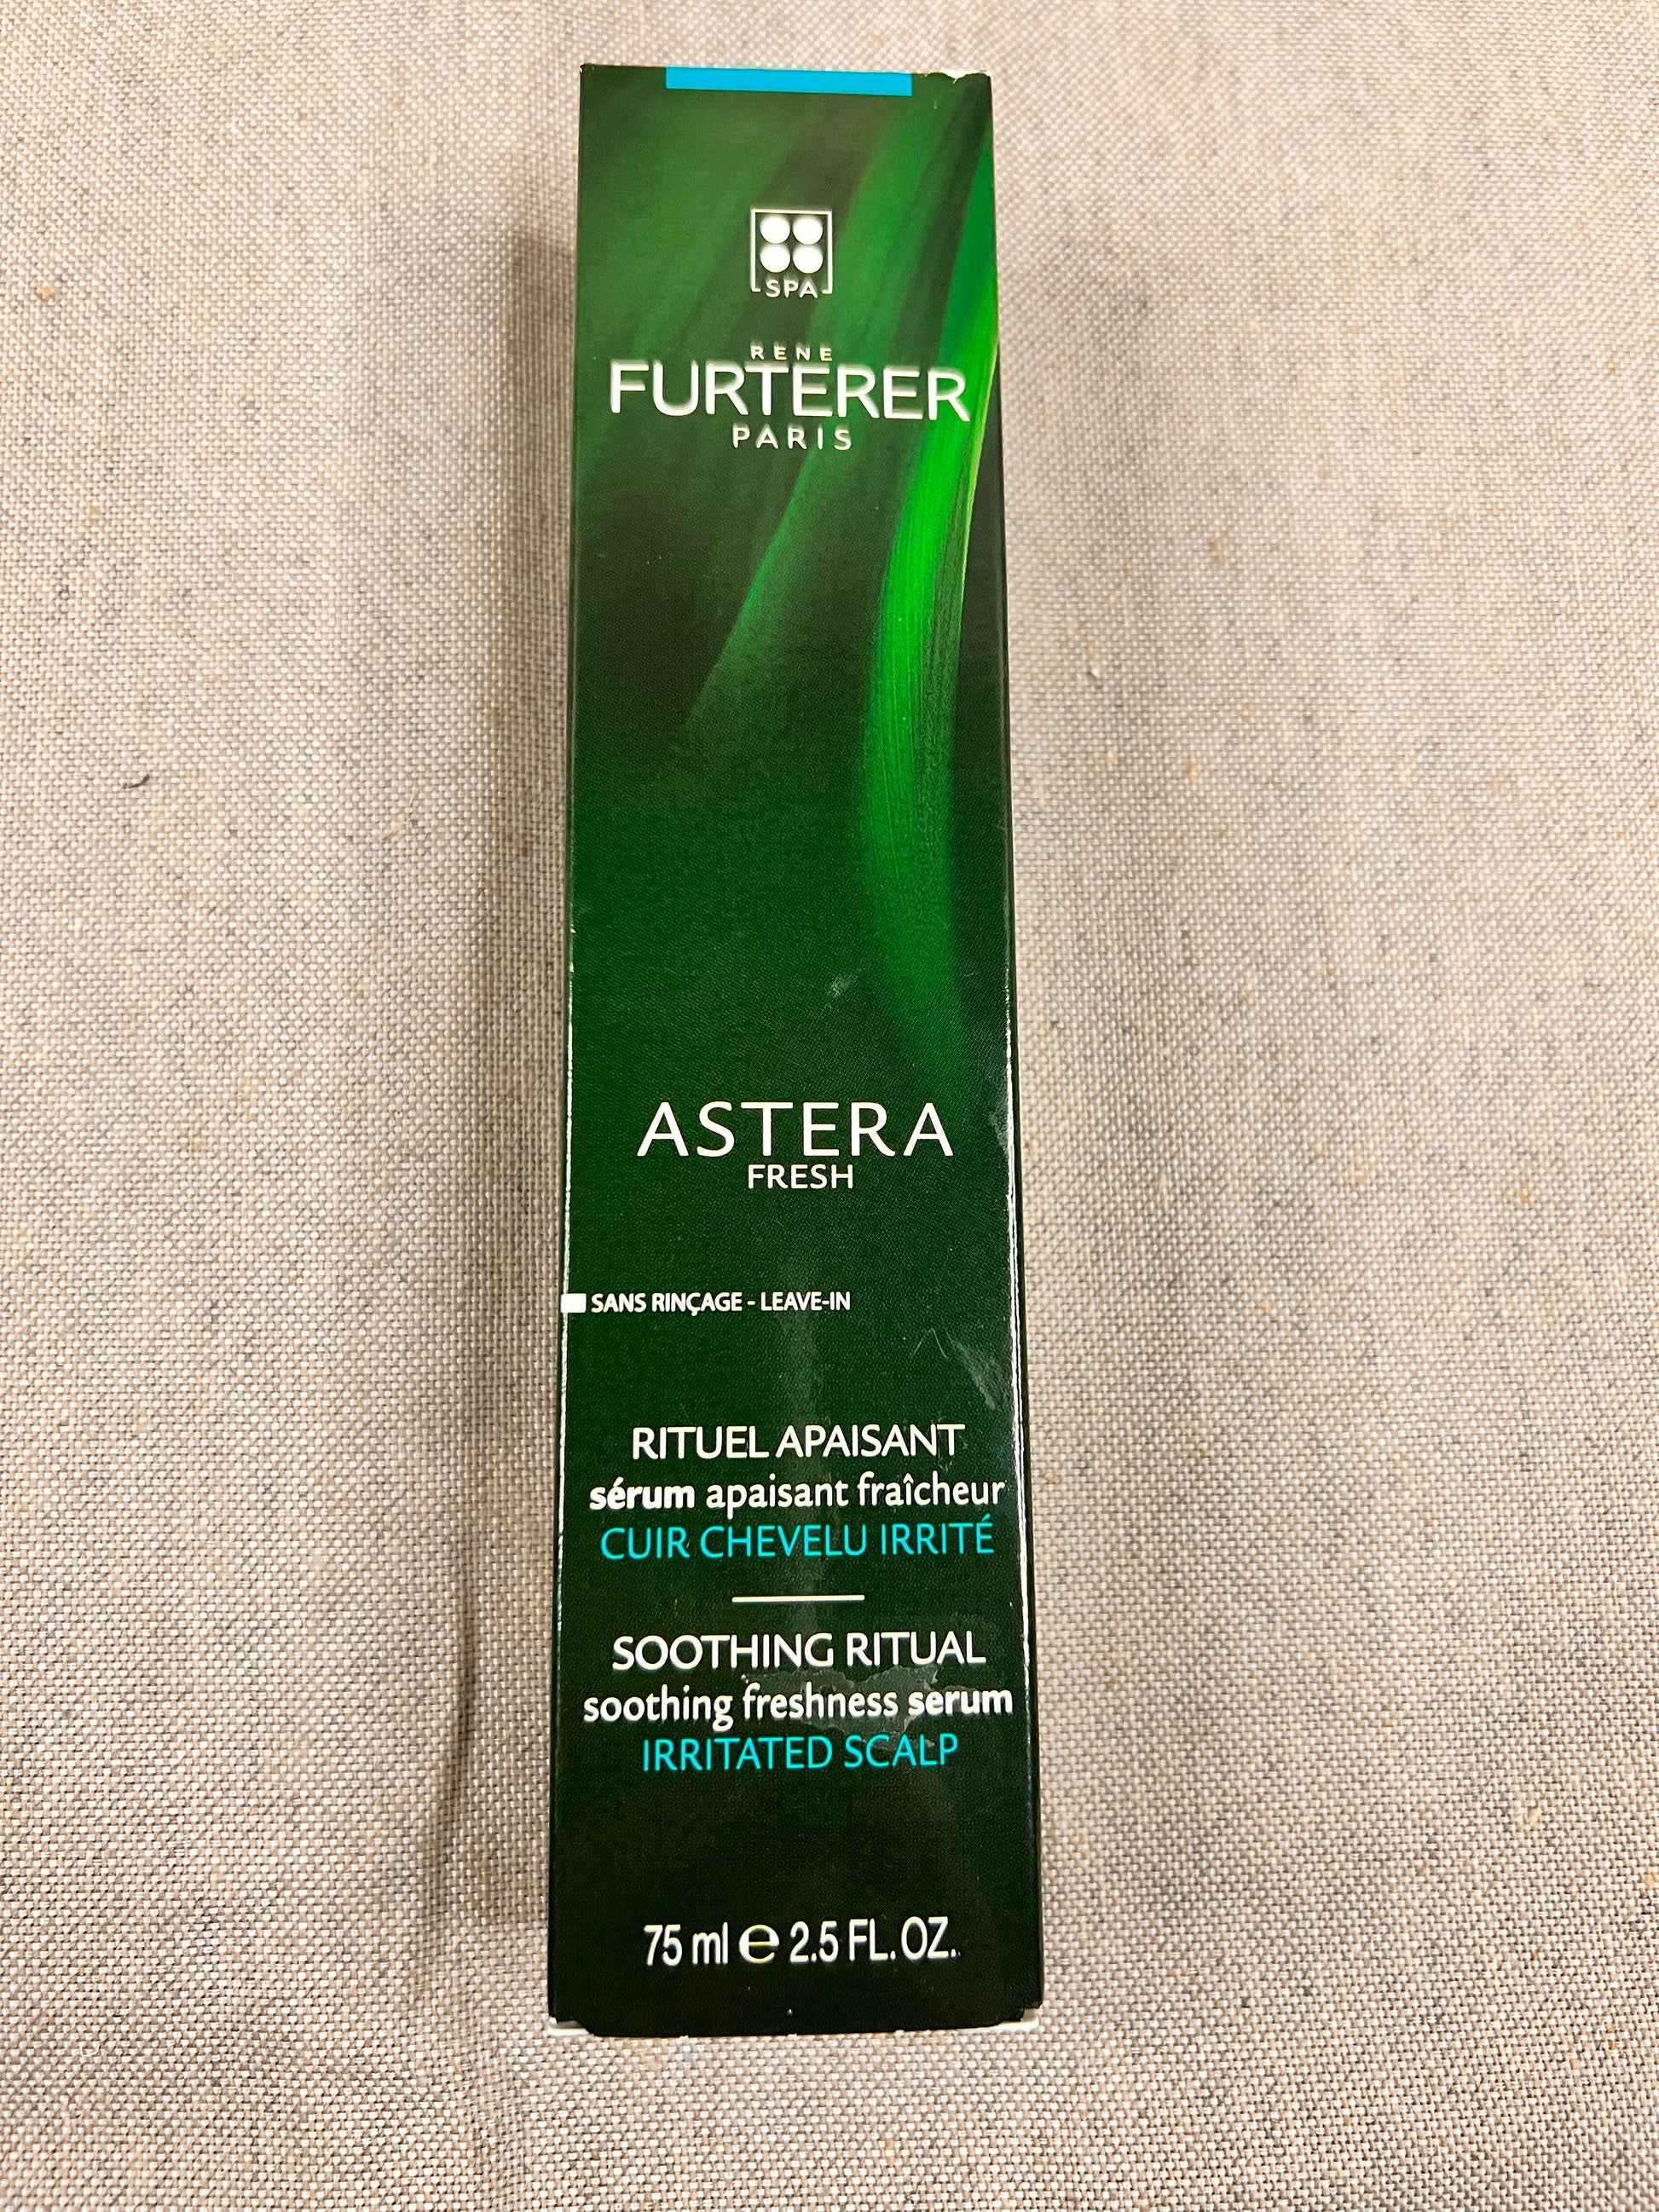 SPA
RENE
FURTERER
PARIS
ASTERA
FRESH
SANS RINÇAGE - LEAVE-IN
RITUEL APAISANT
sérum apaisant fraîcheur
CUIR CHEVELU IRRITÉ
SOOTHING RITUAL
soothing freshness serum
IRRITATED SCALP
75 ml e 2.5 FL. OZ.